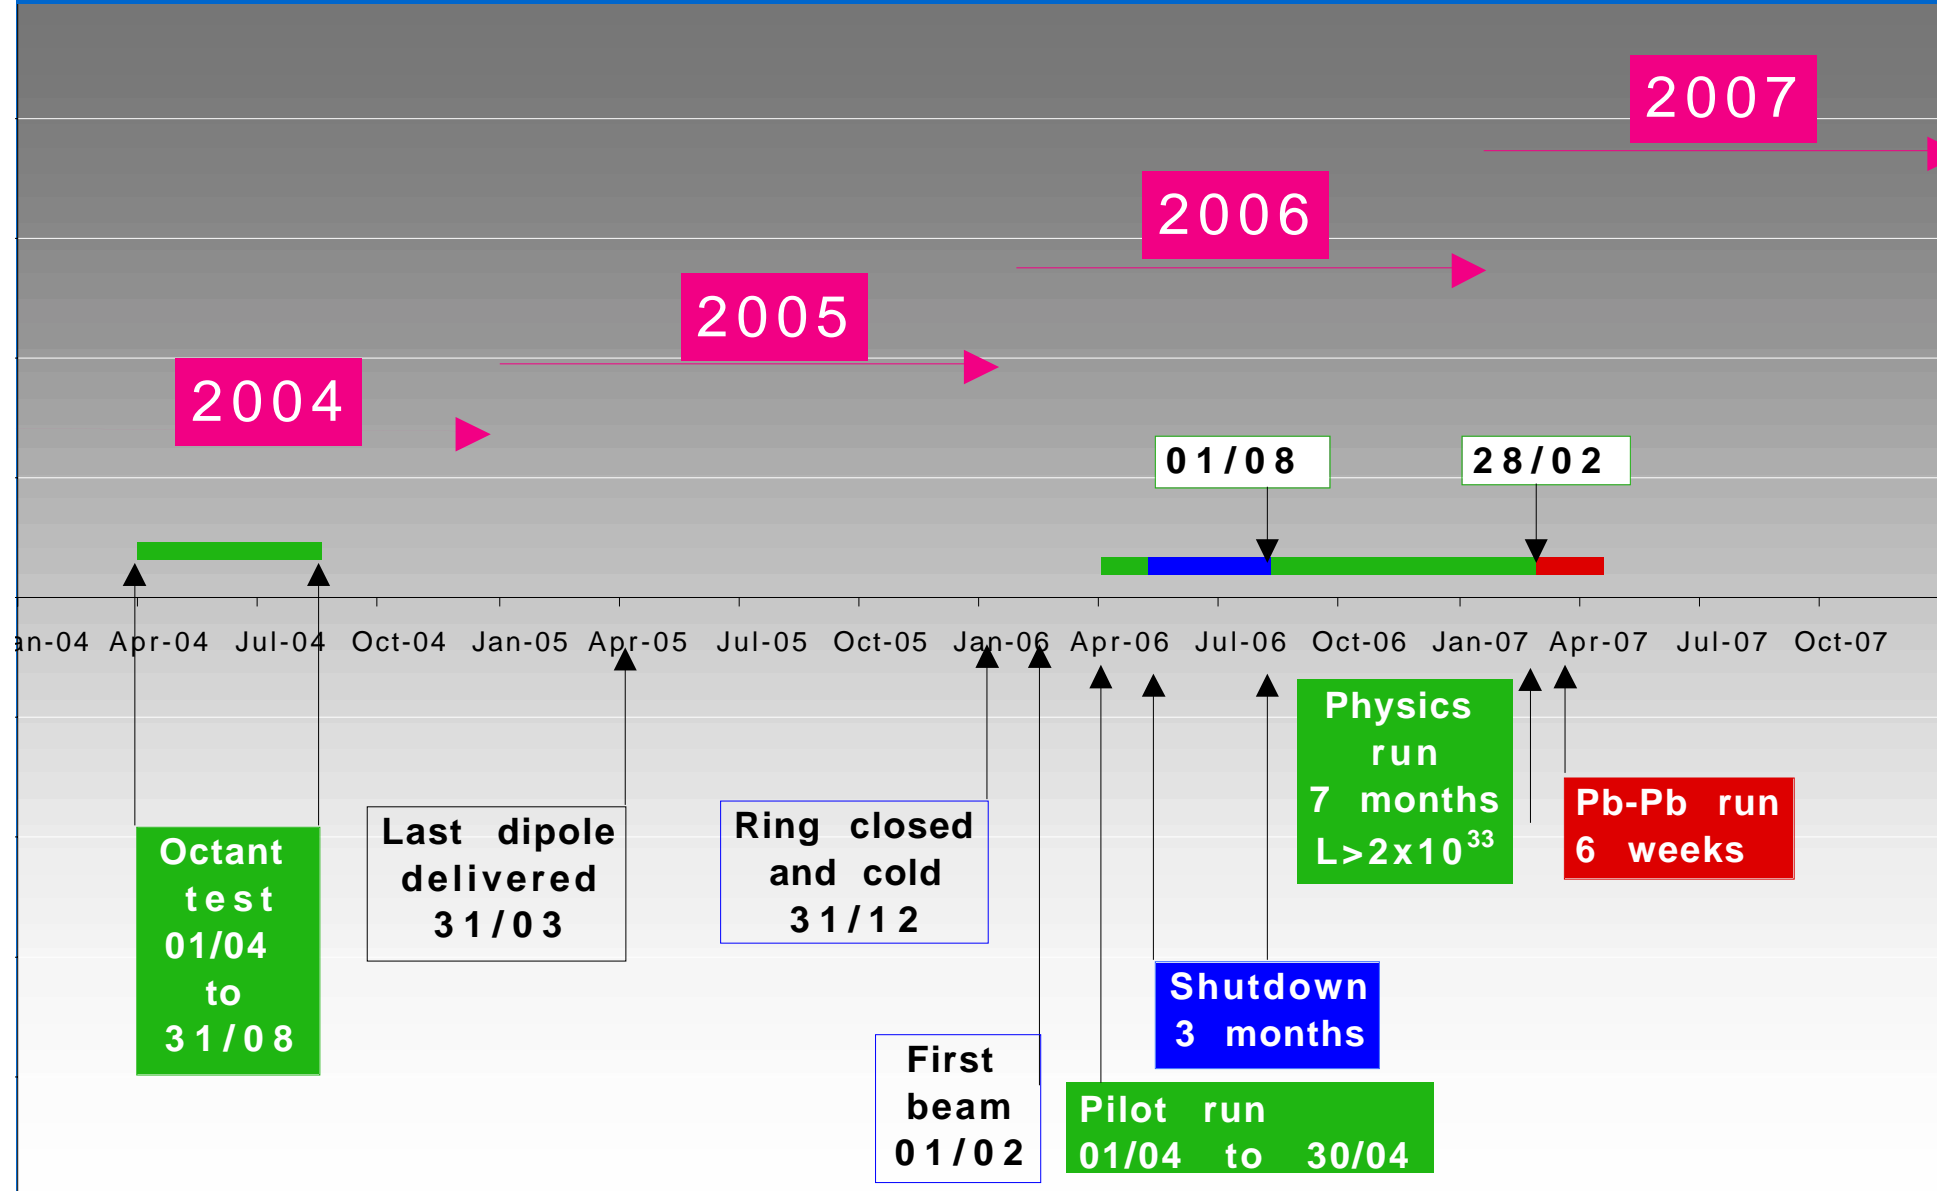 2007
2006
2005
2004
01/08
28/02
an-04 Apr-04 Jul-04 Oct-04 Jan-05 Apr-05 Jul-05 Oct-05 Jan-06 Apr-06 Jul-06 Oct-06 Jan-07 Apr-07 Jul-07 Oct-07
Octant
test
01/04
to
31/08
Last dipole
delivered
31/03
Ring closed
and cold
31/12
First
beam
01/02
Pilot run
01/04 to 30/04
Shutdown
3 months
Physics
run
7 months
L>2x10³³
Pb-Pb run
6 weeks